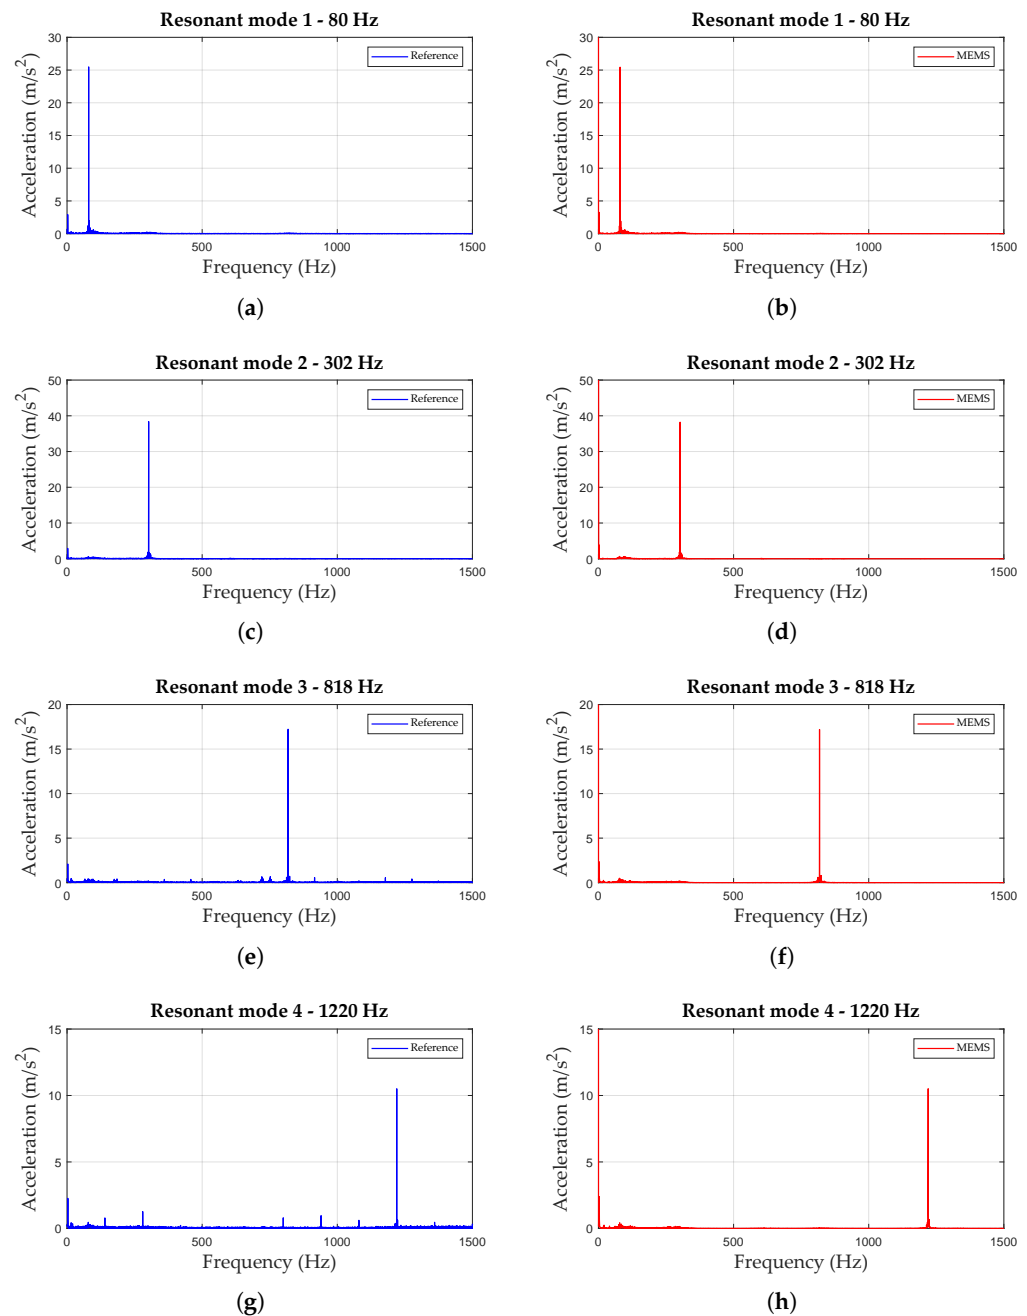 Resonant mode 1 - 80 Hz
Reference
30
25
20
15
10
5
0
Acceleration (m/s²)
0 500 1000 1500
Frequency (Hz)
(a)
Resonant mode 1 - 80 Hz
MEMS
30
25
20
15
10
5
0
Acceleration (m/s²)
0 500 1000 1500
Frequency (Hz)
(b)
Resonant mode 2 - 302 Hz
Reference
50
40
30
20
10
0
Acceleration (m/s²)
0 500 1000 1500
Frequency (Hz)
(c)
Resonant mode 2 - 302 Hz
MEMS
50
40
30
20
10
0
Acceleration (m/s²)
0 500 1000 1500
Frequency (Hz)
(d)
Resonant mode 3 - 818 Hz
Reference
20
15
10
5
0
Acceleration (m/s²)
0 500 1000 1500
Frequency (Hz)
(e)
Resonant mode 3 - 818 Hz
MEMS
20
15
10
5
0
Acceleration (m/s²)
0 500 1000 1500
Frequency (Hz)
(f)
Resonant mode 4 - 1220 Hz
Reference
15
10
5
0
Acceleration (m/s²)
0 500 1000 1500
Frequency (Hz)
(g)
Resonant mode 4 - 1220 Hz
MEMS
15
10
5
0
Acceleration (m/s²)
0 500 1000 1500
Frequency (Hz)
(h)